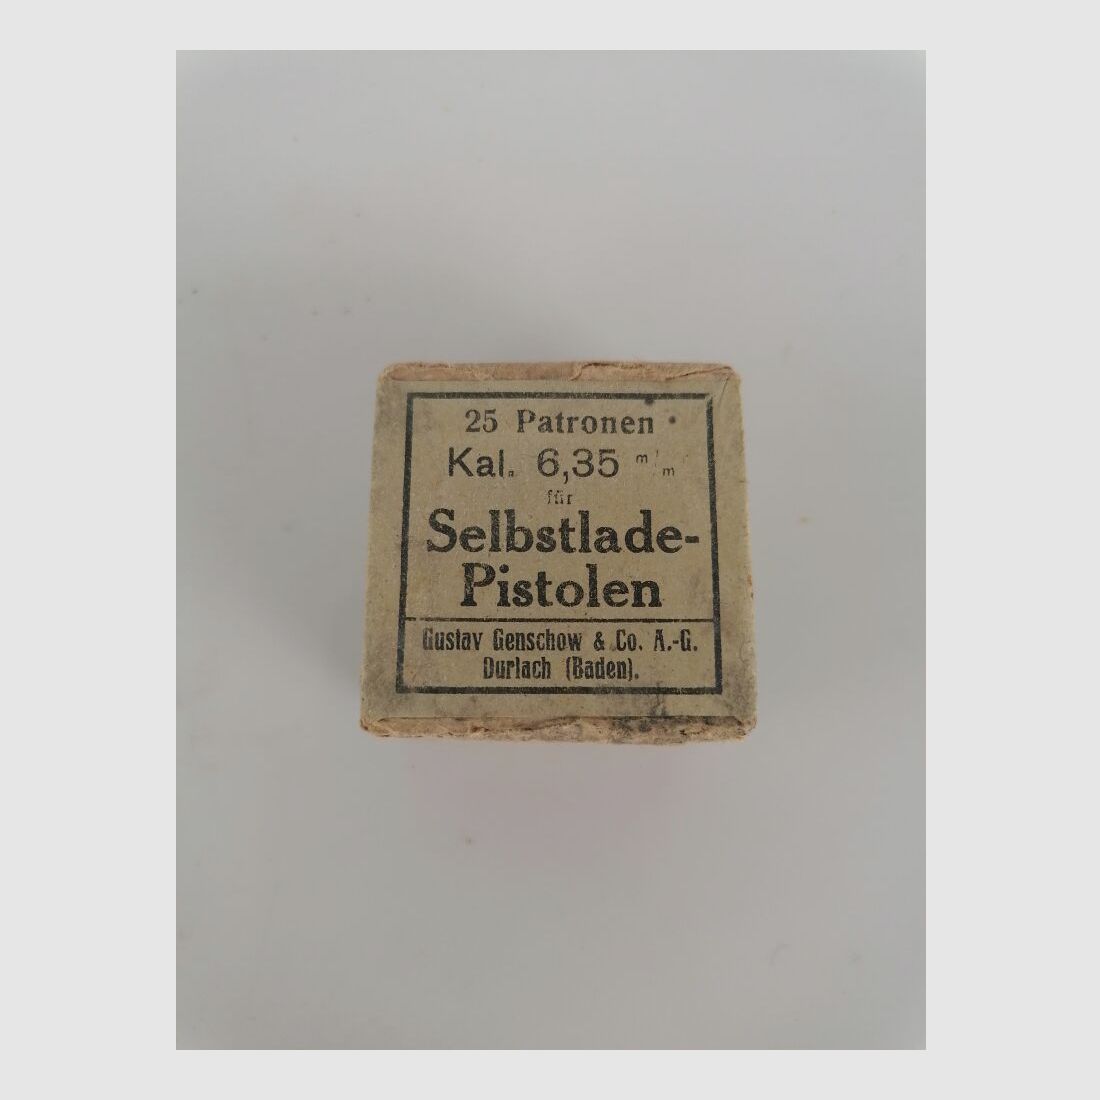 25 Patronen
Kal. 6,35 m/m
für
Selbstlade-
Pistolen
Gustav Genschow & Co. A.-G.
Durlach (Baden).